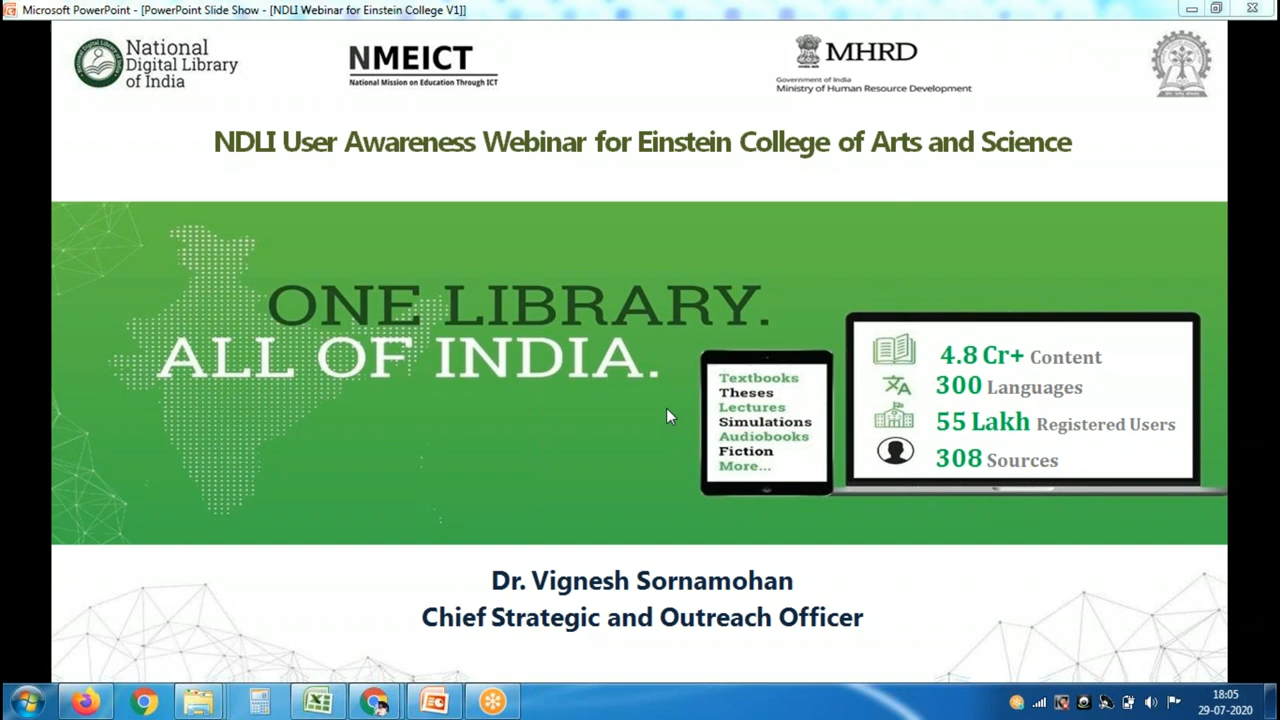 Microsoft PowerPoint - [PowerPoint Slide Show - [NDLI Webinar for Einstein College V1]]
National
Digital Library
of India
NMEICT
National Mission on Education Through ICT
MHRD
Government of India
Ministry of Human Resource Development
NDLI User Awareness Webinar for Einstein College of Arts and Science
ONE LIBRARY.
ALL OF INDIA.
Textbooks
Theses
Lectures
Simulations
Audiobooks
Fiction
More...
4.8 Cr+ Content
300 Languages
55 Lakh Registered Users
308 Sources
Dr. Vignesh Sornamohan
Chief Strategic and Outreach Officer
18:05
29-07-2020